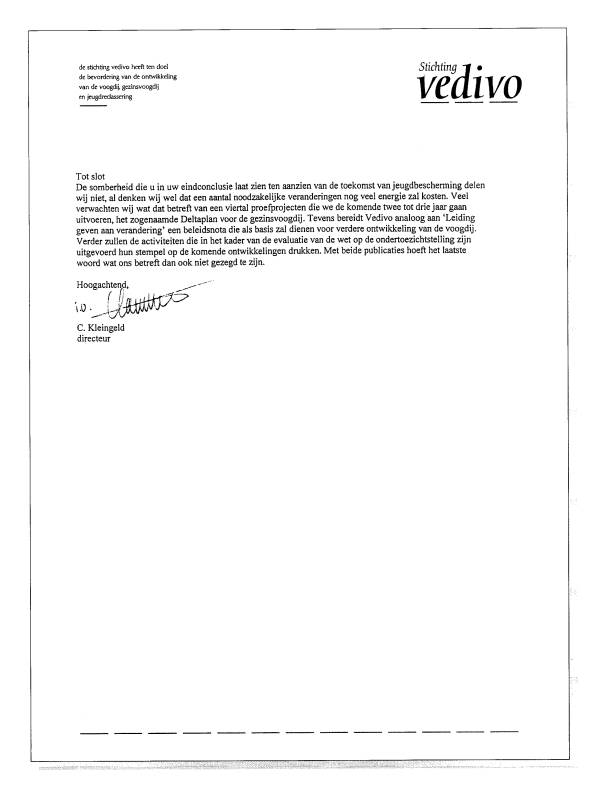 de stichting vedivo heeft ten doel
de bevordering van de ontwikkeling
van de voogdij, gezinsvoogdij
en jeugdreclassering
Stichting
vedivo
Tot slot
De somberheid die u in uw eindconclusie laat zien ten aanzien van de toekomst van jeugdbescherming delen
wij niet, al denken wij wel dat een aantal noodzakelijke veranderingen nog veel energie zal kosten. Veel
verwachten wij wat dat betreft van een viertal proefprojecten die we de komende twee tot drie jaar gaan
uitvoeren, het zogenaamde Deltaplan voor de gezinsvoogdij. Tevens bereidt Vedivo analoog aan ‘Leiding
geven aan verandering’ een beleidsnota die als basis zal dienen voor verdere ontwikkeling van de voogdij.
Verder zullen de activiteiten die in het kader van de evaluatie van de wet op de ondertoezichtstelling zijn
uitgevoerd hun stempel op de komende ontwikkelingen drukken. Met beide publicaties hoeft het laatste
woord wat ons betreft dan ook niet gezegd te zijn.
Hoogachtend,
i.o.
C. Kleingeld
directeur